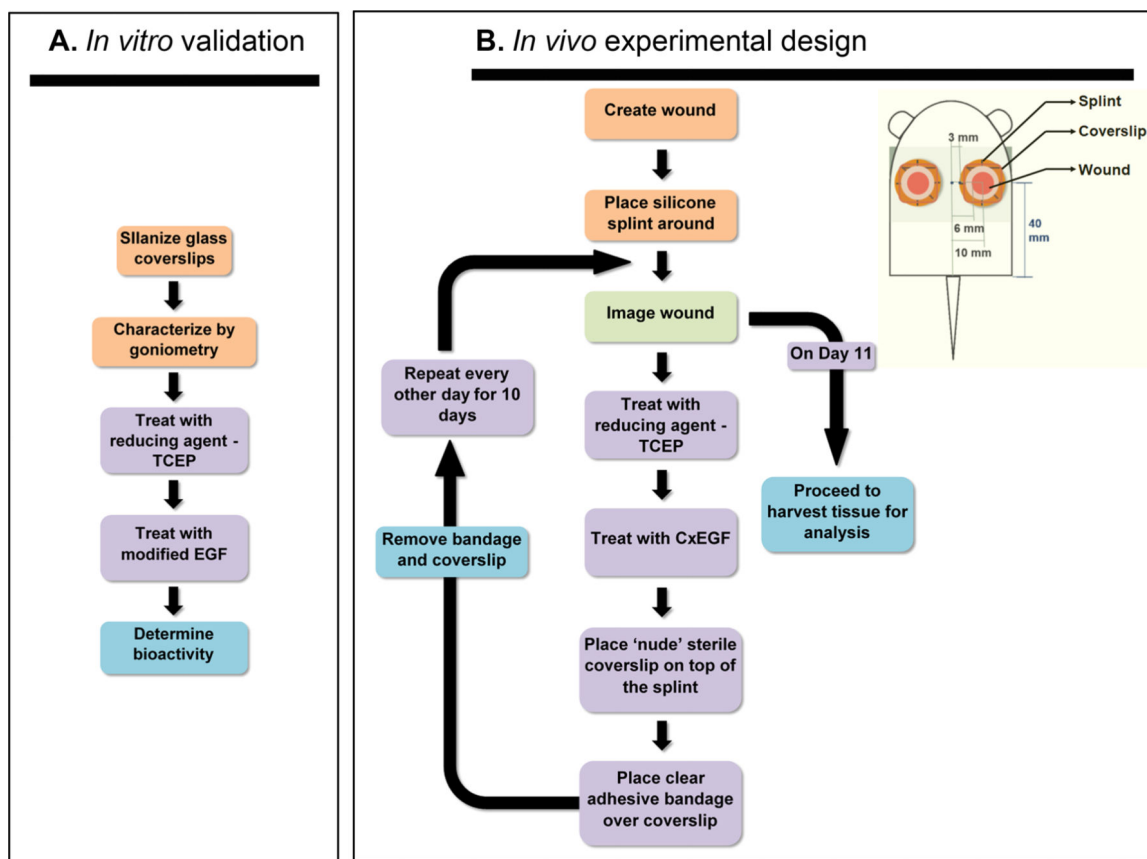 A. In vitro validation
SIlanize glass
coverslips
Characterize by
goniometry
Treat with
reducing agent -
TCEP
Treat with
modified EGF
Determine
bioactivity
B. In vivo experimental design
Create wound
Place silicone
splint around
Image wound
On Day 11
Repeat every
other day for 10
days
Treat with
reducing agent -
TCEP
Proceed to
harvest tissue for
analysis
Remove bandage
and coverslip
Treat with CxEGF
Place ‘nude’ sterile
coverslip on top of
the splint
Place clear
adhesive bandage
over coverslip
Splint
3 mm
Coverslip
Wound
6 mm
40
mm
10 mm